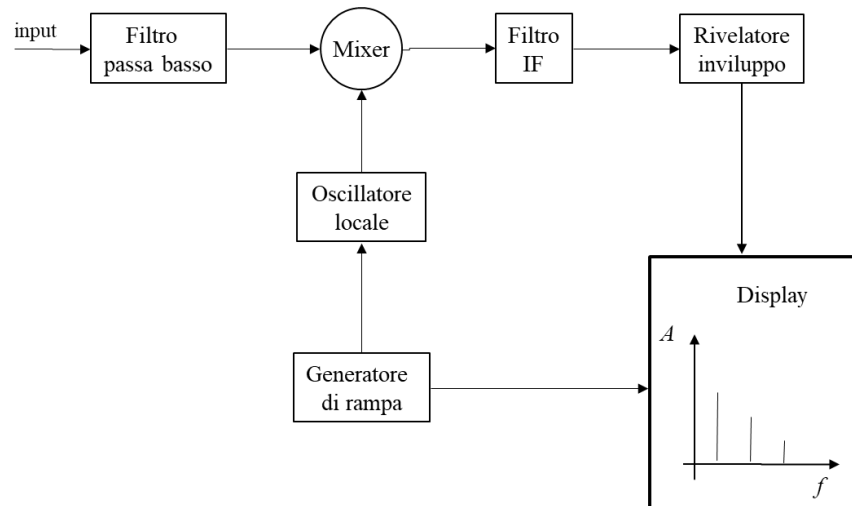 input
Filtro
passa basso
Mixer
Filtro
IF
Rivelatore
inviluppo
Oscillatore
locale
Generatore
di rampa
Display
A
f